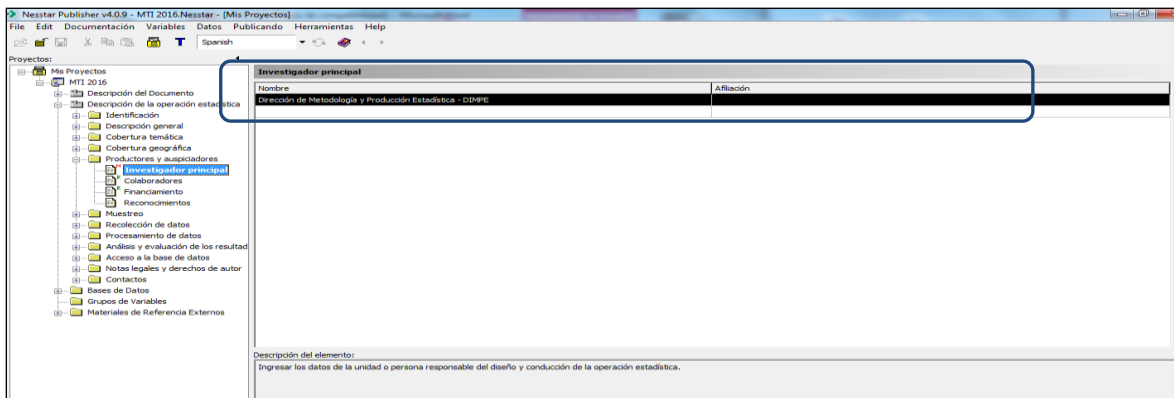 Nesstar Publisher v4.0.9 - MTI 2016.Nesstar - [Mis Proyectos]
File Edit Documentación Variables Datos Publicando Herramientas Help
T Spanish
Proyectos:
Mis Proyectos
MTI 2016
Descripción del Documento
Descripción de la operación estadística
Identificación
Descripción general
Cobertura temática
Cobertura geográfica
Productores y auspiciadores
Investigador principal
Colaboradores
Financiamiento
Reconocimientos
Muestreo
Recolección de datos
Procesamiento de datos
Análisis y evaluación de los resultad
Acceso a la base de datos
Notas legales y derechos de autor
Contactos
Bases de Datos
Grupos de Variables
Materiales de Referencia Externos
Investigador principal
Nombre Afiliación
Dirección de Metodología y Producción Estadística - DIMPE
Descripción del elemento:
Ingresar los datos de la unidad o persona responsable del diseño y conducción de la operación estadística.